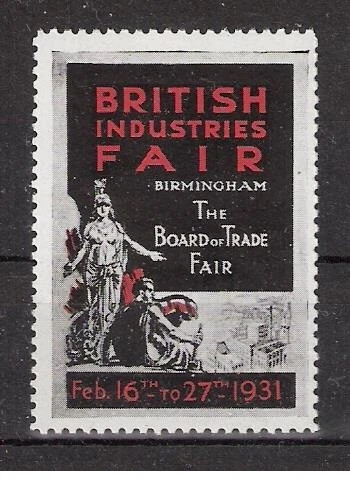 BRITISH
INDUSTRIES
FAIR
BIRMINGHAM
THE
BOARD OF TRADE
FAIR
Feb. 16TH TO 27TH 1931